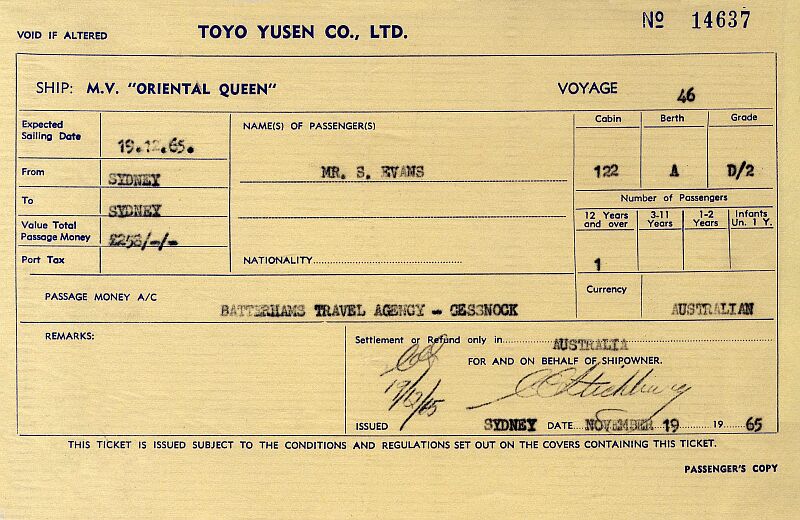 Nº 14637
VOID IF ALTERED TOYO YUSEN CO., LTD.
SHIP: M.V. "ORIENTAL QUEEN" VOYAGE 46
Expected Sailing Date 19.12.65.
NAME(S) OF PASSENGER(S)
Cabin Berth Grade
From SYDNEY
MR. S. EVANS
122 A D/2
To SYDNEY
Number of Passengers
Value Total Passage Money £258/-/-
12 Years and over 3-11 Years 1-2 Years Infants Un. 1 Y.
Port Tax
NATIONALITY
1
PASSAGE MONEY A/C BATTERHAMS TRAVEL AGENCY - CESSNOCK
Currency AUSTRALIAN
REMARKS:
Settlement or Refund only in AUSTRALIA
FOR AND ON BEHALF OF SHIPOWNER.
19/12/65
ISSUED SYDNEY DATE NOVEMBER 19 19 65
THIS TICKET IS ISSUED SUBJECT TO THE CONDITIONS AND REGULATIONS SET OUT ON THE COVERS CONTAINING THIS TICKET.
PASSENGER'S COPY